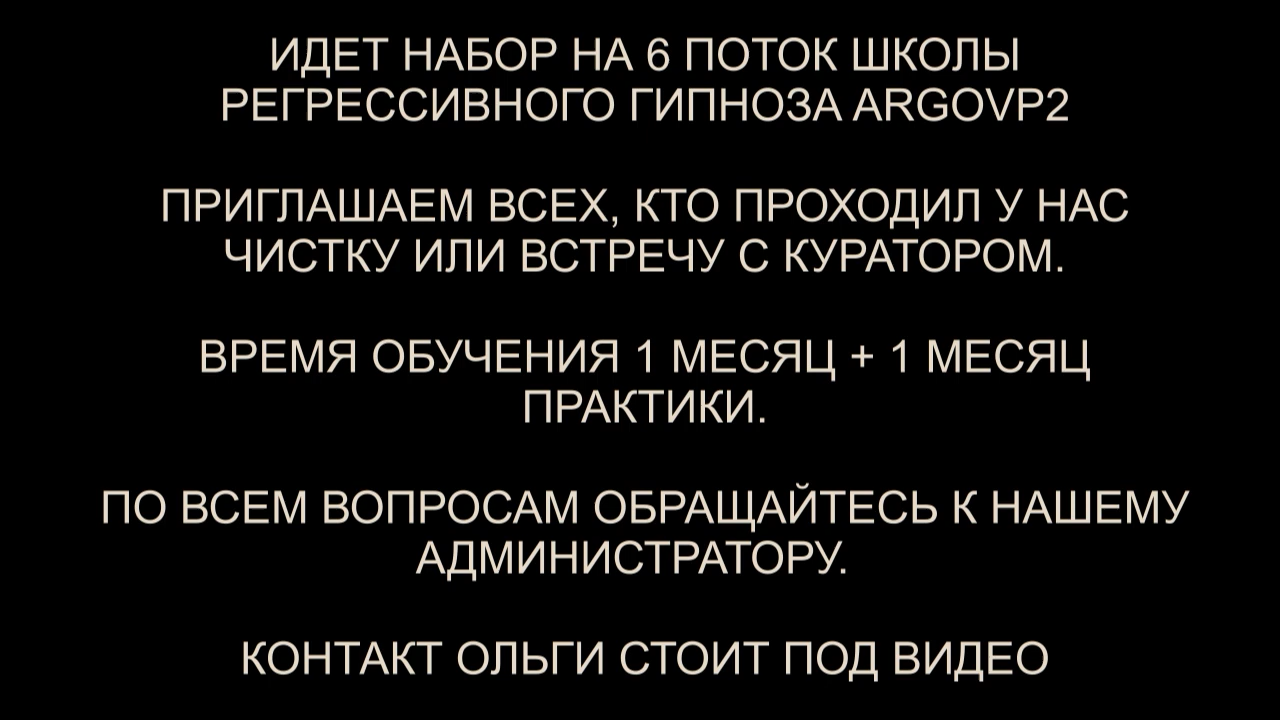 ИДЕТ НАБОР НА 6 ПОТОК ШКОЛЫ
РЕГРЕССИВНОГО ГИПНОЗА ARGOVP2
ПРИГЛАШАЕМ ВСЕХ, КТО ПРОХОДИЛ У НАС
ЧИСТКУ ИЛИ ВСТРЕЧУ С КУРАТОРОМ.
ВРЕМЯ ОБУЧЕНИЯ 1 МЕСЯЦ + 1 МЕСЯЦ
ПРАКТИКИ.
ПО ВСЕМ ВОПРОСАМ ОБРАЩАЙТЕСЬ К НАШЕМУ
АДМИНИСТРАТОРУ.
КОНТАКТ ОЛЬГИ СТОИТ ПОД ВИДЕО